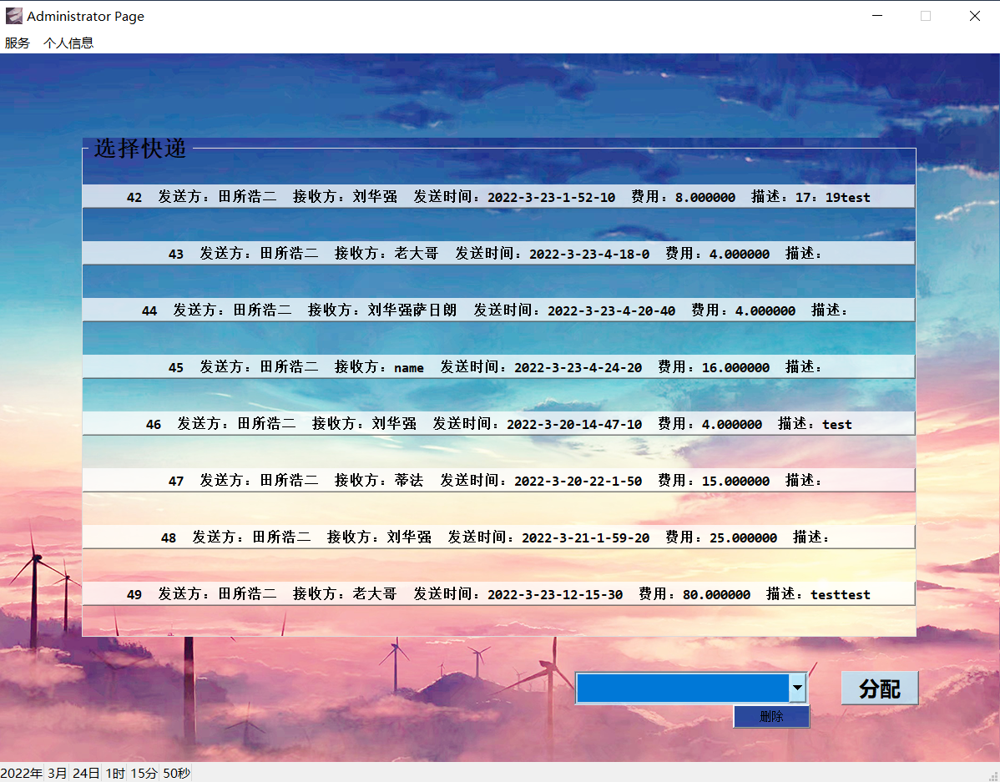 Administrator Page
服务 个人信息
选择快递
42 发送方：田所浩二 接收方：刘华强 发送时间：2022-3-23-1-52-10 费用：8.000000 描述：17：19test
43 发送方：田所浩二 接收方：老大哥 发送时间：2022-3-23-4-18-0 费用：4.000000 描述：
44 发送方：田所浩二 接收方：刘华强萨日朗 发送时间：2022-3-23-4-20-40 费用：4.000000 描述：
45 发送方：田所浩二 接收方：name 发送时间：2022-3-23-4-24-20 费用：16.000000 描述：
46 发送方：田所浩二 接收方：刘华强 发送时间：2022-3-20-14-47-10 费用：4.000000 描述：test
47 发送方：田所浩二 接收方：蒂法 发送时间：2022-3-20-22-1-50 费用：15.000000 描述：
48 发送方：田所浩二 接收方：刘华强 发送时间：2022-3-21-1-59-20 费用：25.000000 描述：
49 发送方：田所浩二 接收方：老大哥 发送时间：2022-3-23-12-15-30 费用：80.000000 描述：testtest
分配
删除
2022年 3月 24日 1时 15分 50秒